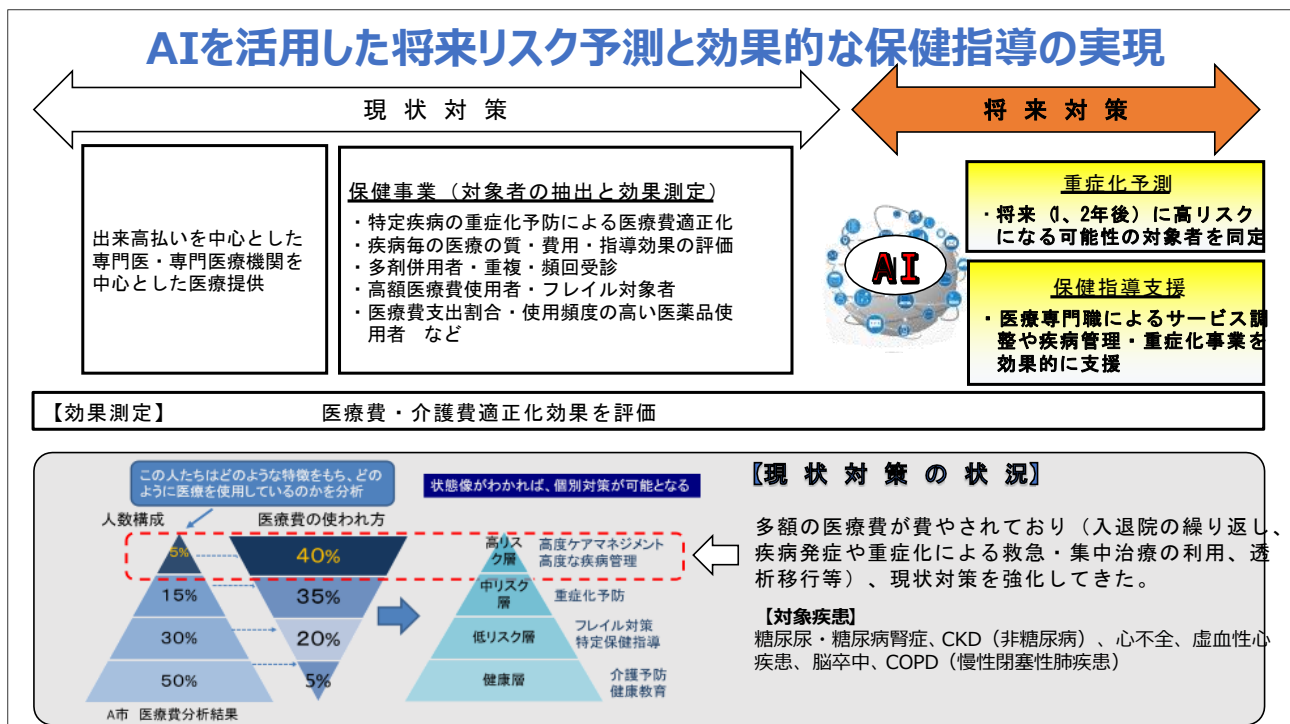 AIを活用した将来リスク予測と効果的な保健指導の実現
現状対策
将来対策
出来高払いを中心とした
専門医・専門医療機関を
中心とした医療提供
保健事業（対象者の抽出と効果測定）
・特定疾病の重症化予防による医療費適正化
・疾病毎の医療の質・費用・指導効果の評価
・多剤併用者・重複・頻回受診
・高額医療費使用者・フレイル対象者
・医療費支出割合・使用頻度の高い医薬品使
用者　など
AI
重症化予測
・将来（1、2年後）に高リスク
になる可能性の対象者を同定
保健指導支援
・医療専門職によるサービス調
整や疾病管理・重症化事業を
効果的に支援
【効果測定】　医療費・介護費適正化効果を評価
この人たちはどのような特徴をもち、どの
ように医療を使用しているのかを分析
状態像がわかれば、個別対策が可能となる
人数構成
医療費の使われ方
5%
40%
15%
35%
30%
20%
50%
5%
A市　医療費分析結果
高リス
ク層
高度ケアマネジメント
高度な疾病管理
中リスク
層
重症化予防
低リスク層
フレイル対策
特定保健指導
健康層
介護予防
健康教育
【現状対策の状況】
多額の医療費が費やされており（入退院の繰り返し、
疾病発症や重症化による救急・集中治療の利用、透
析移行等）、現状対策を強化してきた。
【対象疾患】
糖尿尿・糖尿病腎症、CKD（非糖尿病）、心不全、虚血性心
疾患、脳卒中、COPD（慢性閉塞性肺疾患）